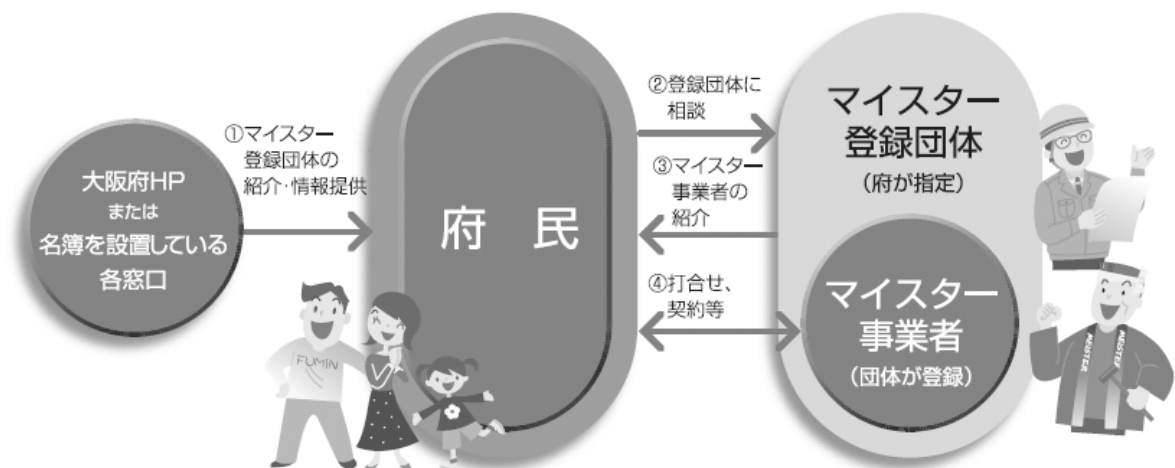 大阪府HP
または
名簿を設置している
各窓口
①マイスター
登録団体の
紹介・情報提供
府 民
FUMIN
②登録団体に
相談
③マイスター
事業者の
紹介
④打合せ、
契約等
マイスター
登録団体
(府が指定)
マイスター
事業者
(団体が登録)
MEISTER
MEISTER